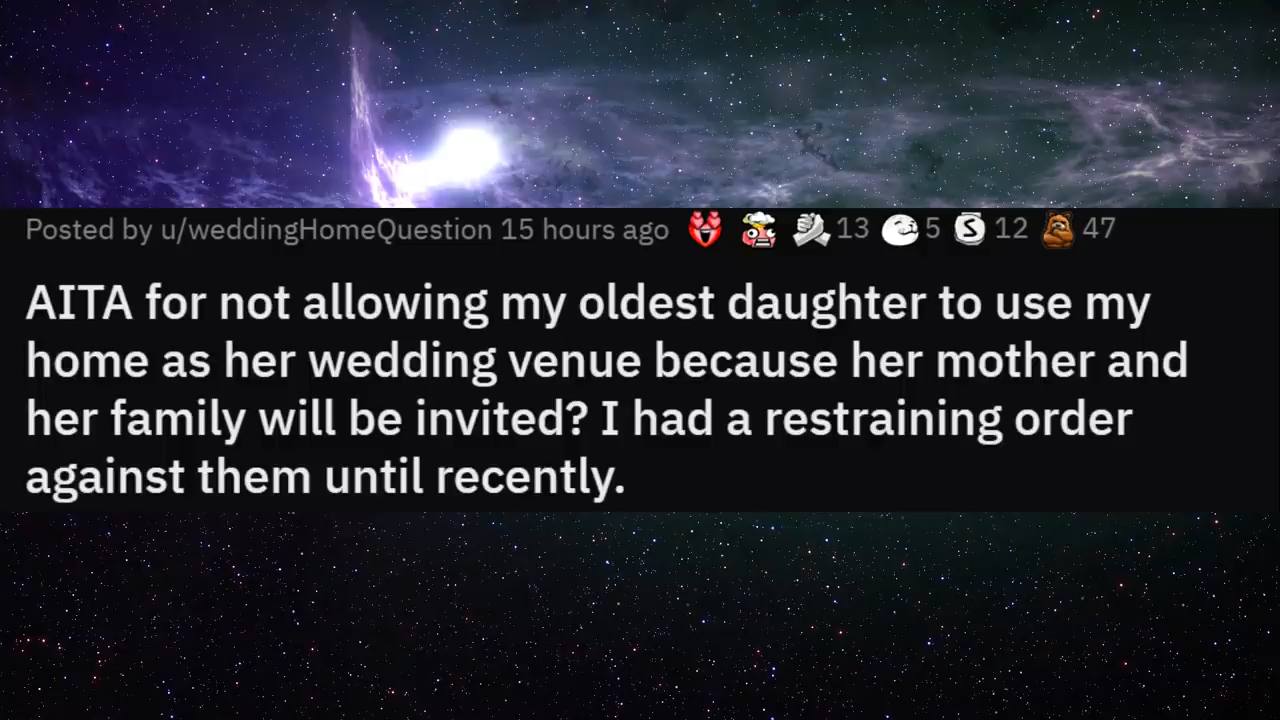 Posted by u/weddingHomeQuestion 15 hours ago 13 5 S 12 47
AITA for not allowing my oldest daughter to use my
home as her wedding venue because her mother and
her family will be invited? I had a restraining order
against them until recently.